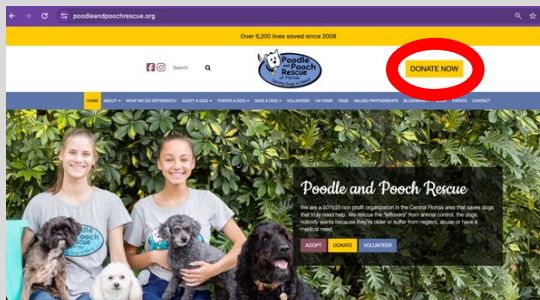 poodleandpoochrescue.org
Over 6,200 lives saved since 2008
Search
Poodle
and Pooch
Rescue
of Florida
DONATE NOW
HOME ABOUT WHAT WE DO DIFFERENTLY ADOPT A DOG FOSTER A DOG SAVE A DOG VOLUNTEER I'M HOME FAQS VALUED PARTNERSHIPS EVENTS CONTACT
Poodle and Pooch Rescue
We are a 501(c)3 non profit organization in the Central Florida area that saves dogs
that truly need help. We rescue the "leftovers" from animal control, the dogs
nobody wants because they're older or suffer from neglect, abuse or have a
medical need.
ADOPT DONATE VOLUNTEER